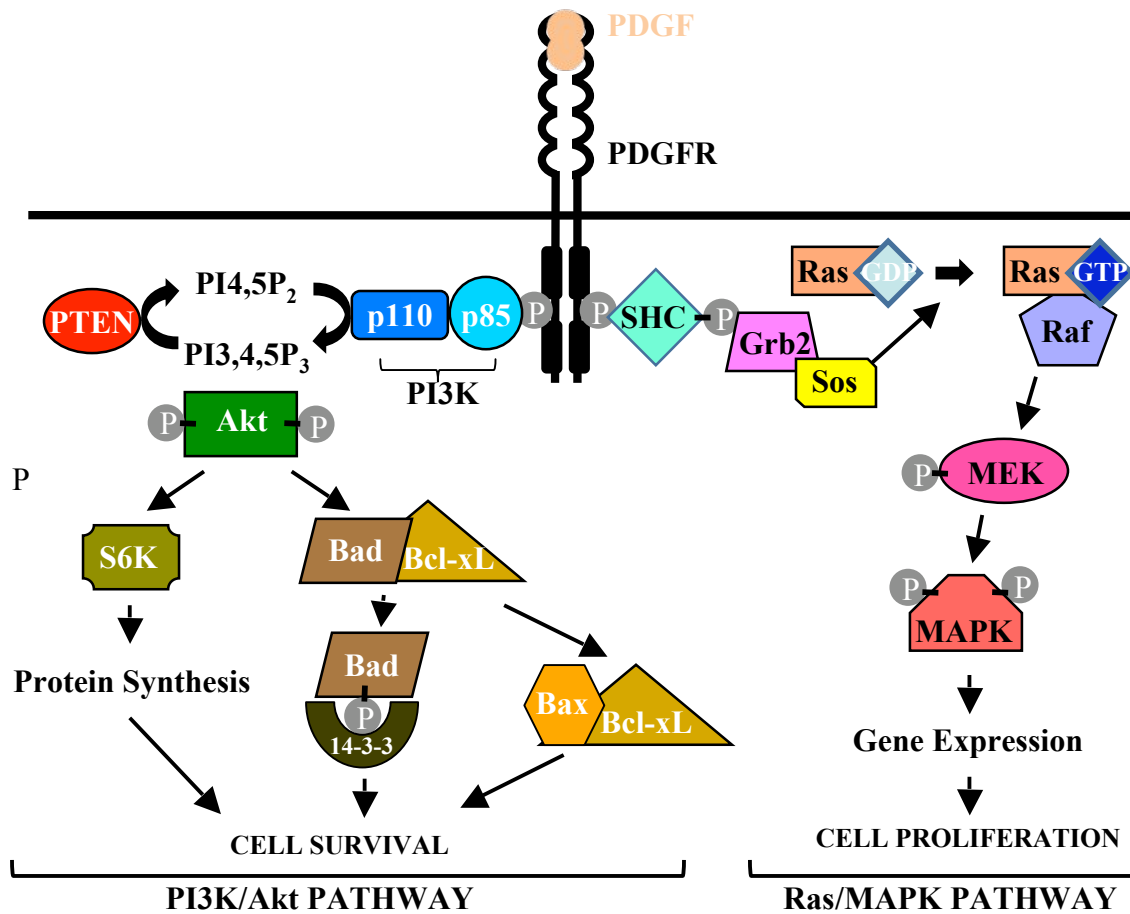 PDGF
PDGFR
PTEN
PI4,5P2
PI3,4,5P3
p110
p85
P
PI3K
P
SHC
P
Grb2
Sos
Ras
GDP
Ras
GTP
Raf
P
Akt
P
P
S6K
Bad
Bcl-xL
P
MEK
Protein Synthesis
Bad
P
14-3-3
Bax
Bcl-xL
P
P
MAPK
Gene Expression
CELL SURVIVAL
CELL PROLIFERATION
PI3K/Akt PATHWAY
Ras/MAPK PATHWAY